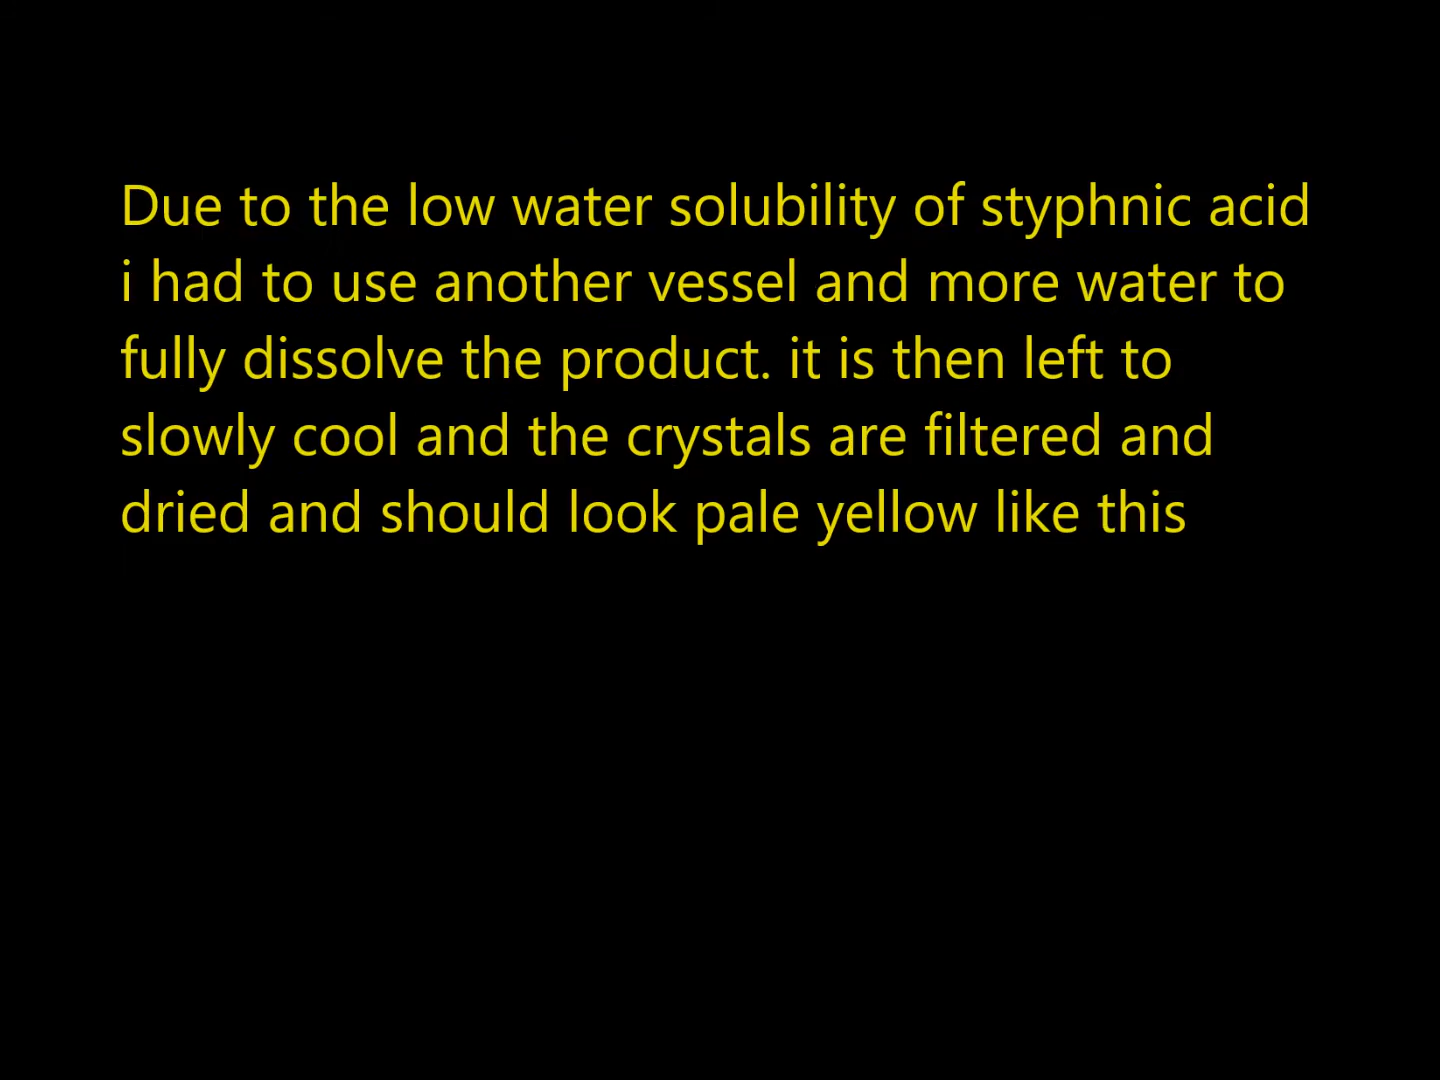 Due to the low water solubility of styphnic acid
i had to use another vessel and more water to
fully dissolve the product. it is then left to
slowly cool and the crystals are filtered and
dried and should look pale yellow like this